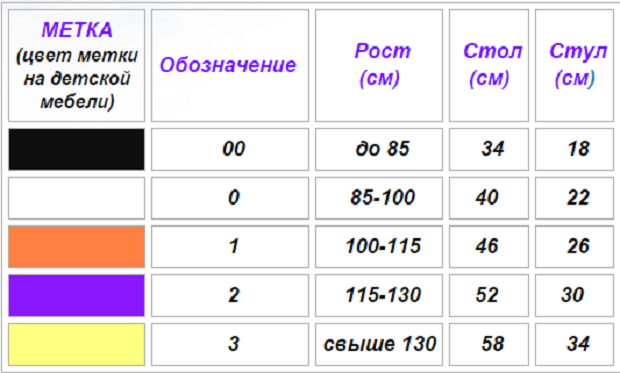 МЕТКА
(цвет метки
на детской
мебели)
Обозначение
Рост
(см)
Стол
(см)
Стул
(см)
00 до 85 34 18
0 85-100 40 22
1 100-115 46 26
2 115-130 52 30
3 свыше 130 58 34